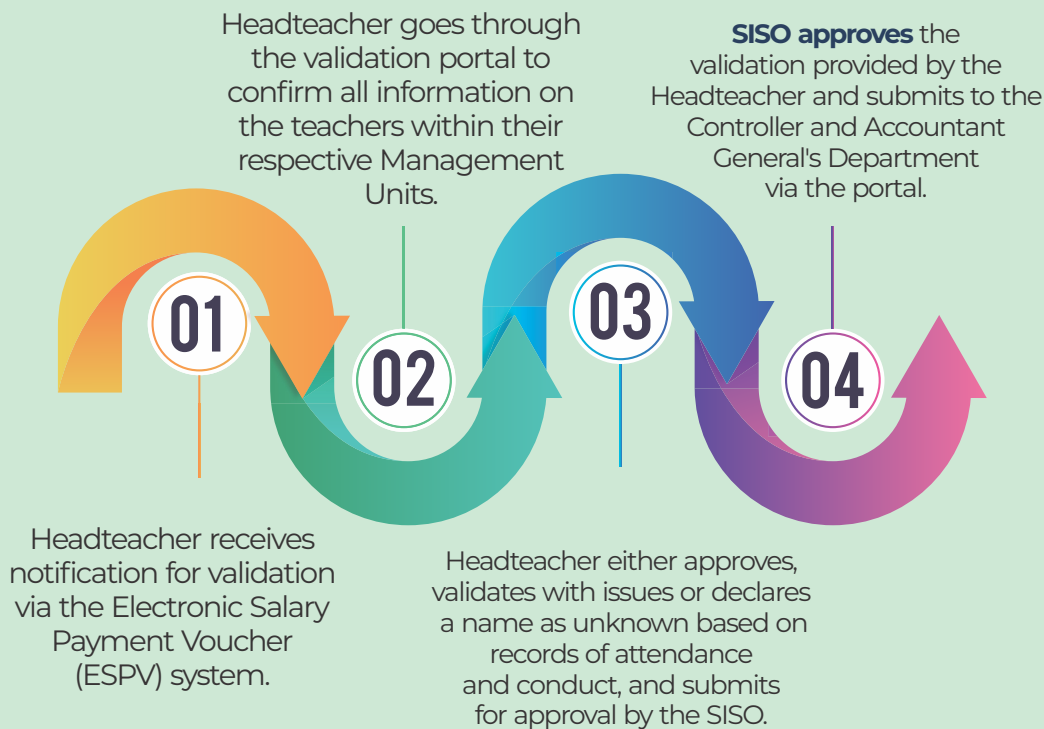 01
Headteacher receives
notification for validation
via the Electronic Salary
Payment Voucher
(ESPV) system.
02
Headteacher goes through
the validation portal to
confirm all information on
the teachers within their
respective Management
Units.
03
Headteacher either approves,
validates with issues or declares
a name as unknown based on
records of attendance
and conduct, and submits
for approval by the SISO.
04
SISO approves the
validation provided by the
Headteacher and submits to the
Controller and Accountant
General's Department
via the portal.